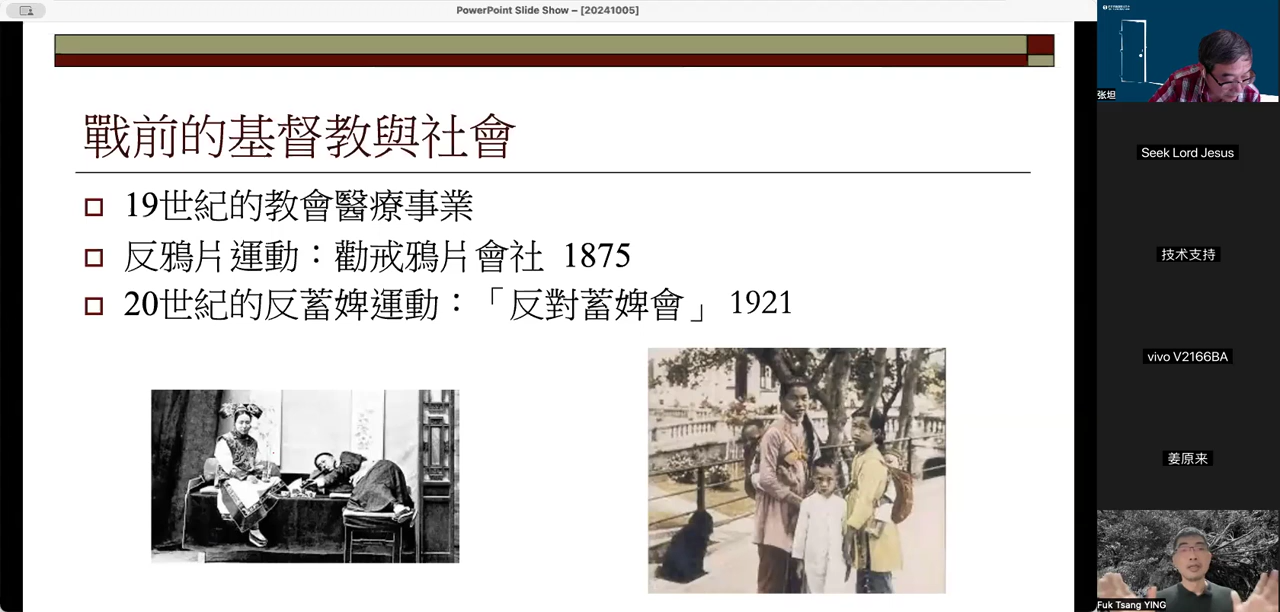 PowerPoint Slide Show – [20241005]
戰前的基督教與社會
19世紀的教會醫療事業
反鴉片運動：勸戒鴉片會社 1875
20世紀的反蓄婢運動：「反對蓄婢會」 1921
张坦
Seek Lord Jesus
技术支持
vivo V2166BA
姜原来
Fuk Tsang YING